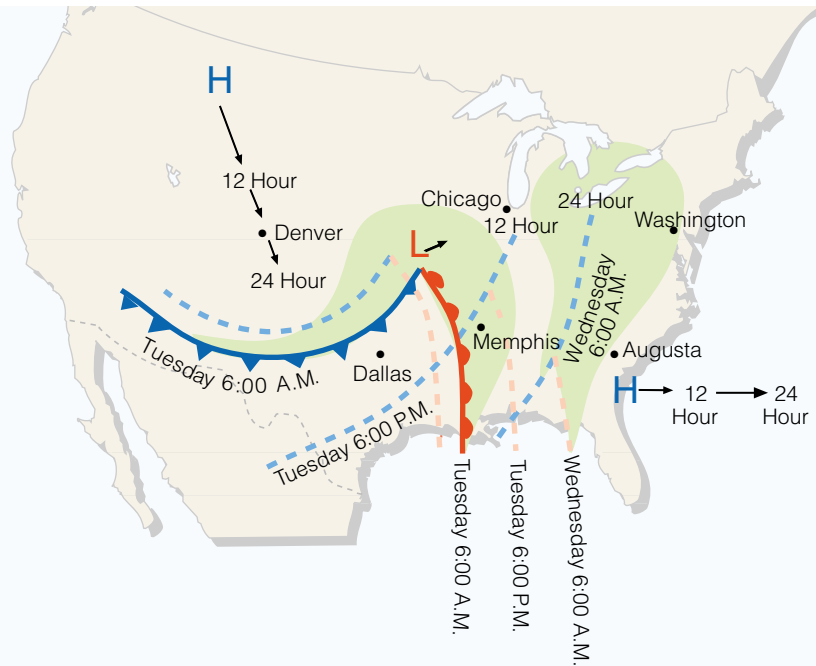 H
12 Hour
Denver
24 Hour
Chicago
12 Hour
24 Hour
Washington
L
Wednesday
6:00 A.M.
Memphis
Augusta
Tuesday 6:00 A.M.
Dallas
H
12
Hour
24
Hour
Tuesday 6:00 P.M.
Tuesday 6:00 A.M.
Tuesday 6:00 P.M.
Wednesday 6:00 A.M.